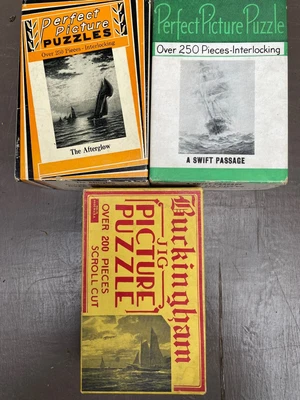 Perfect
Picture
PUZZLES
Over 200 Pieces - Interlocking
The Afterglow
Perfect Picture Puzzle
Over 250 Pieces-Interlocking
A SWIFT PASSAGE
Buckingham
JIG
PICTURE
PUZZLE
OVER 200 PIECES
SCROLL CUT